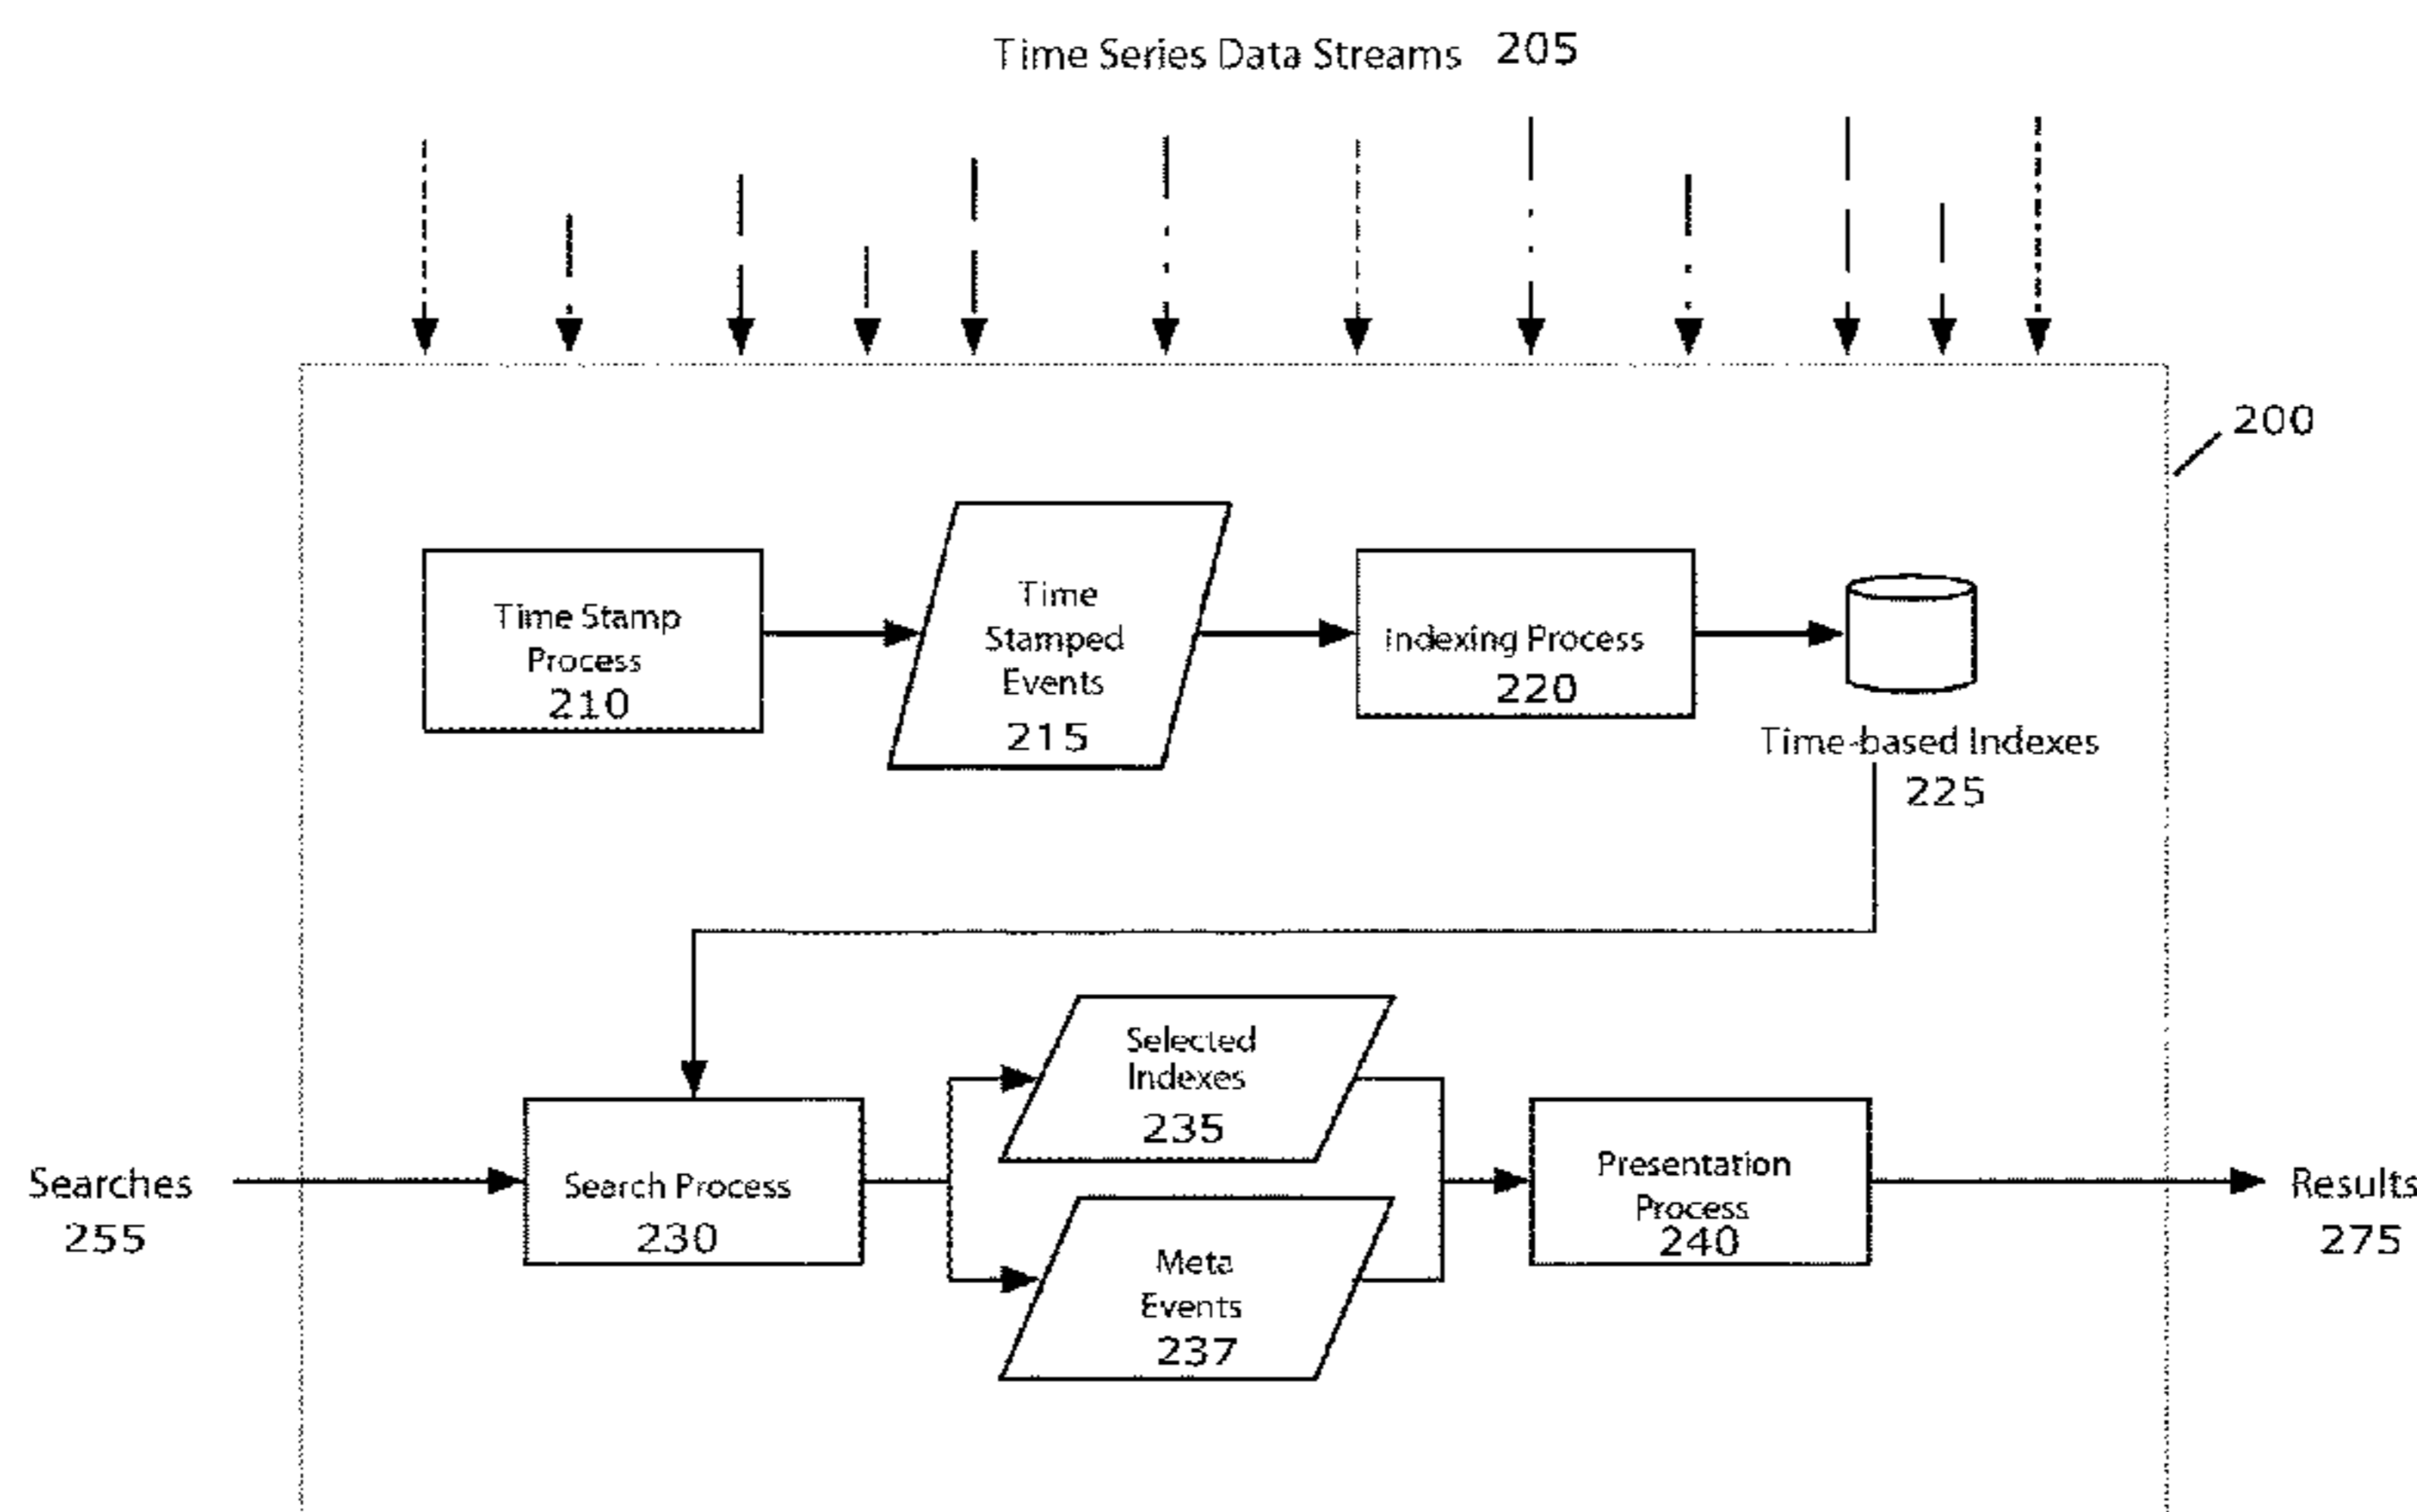 Time Series Data Streams 205
200
Time Stamp
Process
210
Time
Stamped
Events
215
indexing Process
220
Time-based Indexes
225
Selected
Indexes
235
Searches
255
Search Process
230
Meta
Events
237
Presentation
Process
240
Results
275